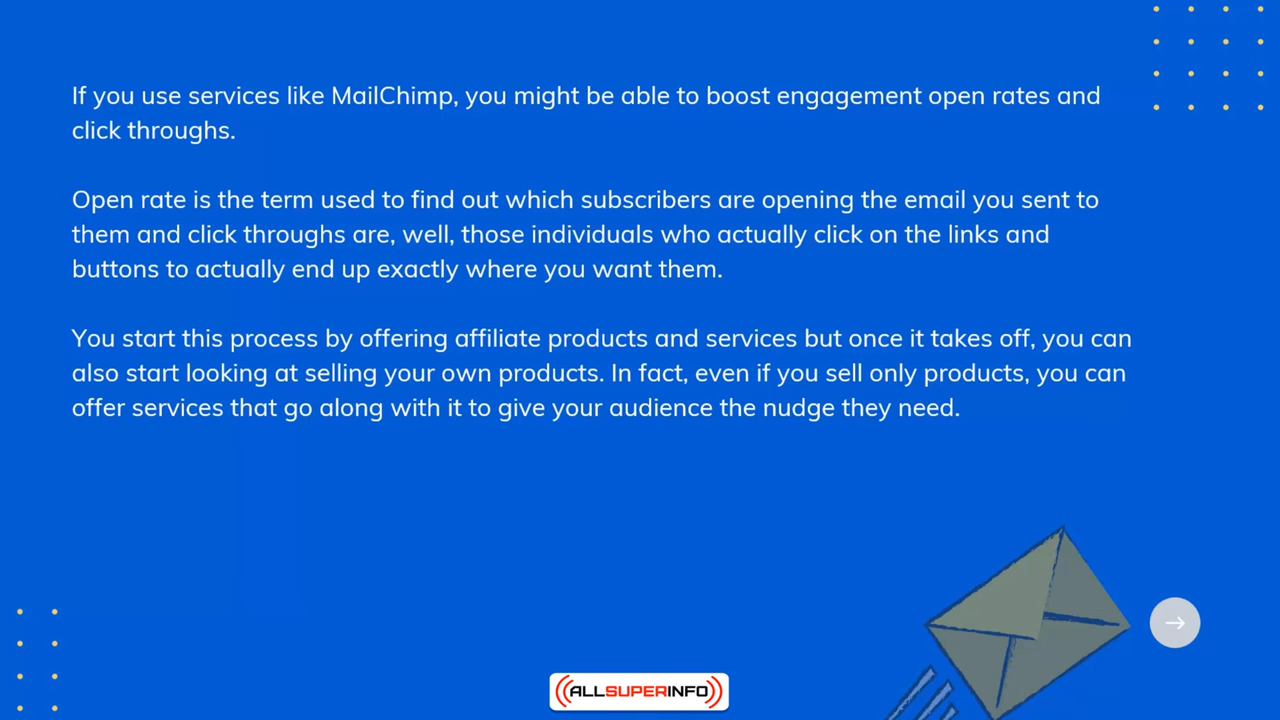 If you use services like MailChimp, you might be able to boost engagement open rates and
click throughs.
Open rate is the term used to find out which subscribers are opening the email you sent to
them and click throughs are, well, those individuals who actually click on the links and
buttons to actually end up exactly where you want them.
You start this process by offering affiliate products and services but once it takes off, you can
also start looking at selling your own products. In fact, even if you sell only products, you can
offer services that go along with it to give your audience the nudge they need.
ALLSUPERINFO